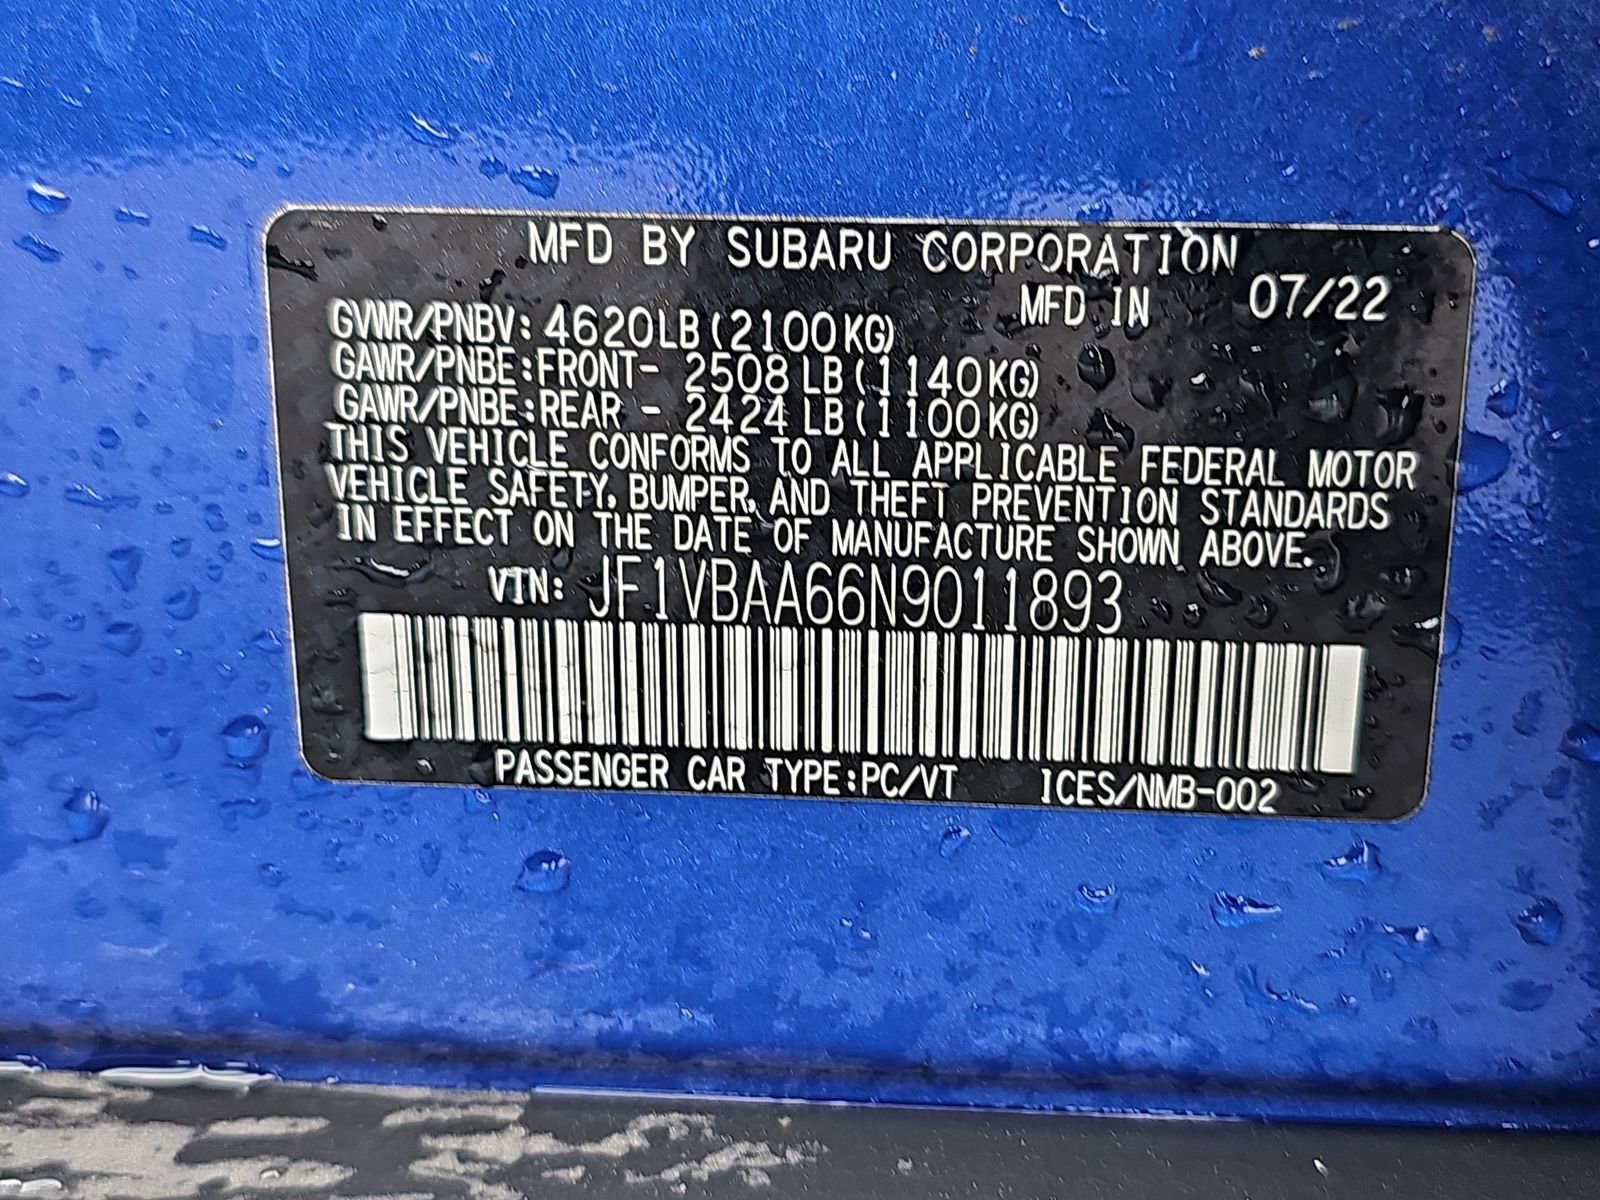 MFD BY SUBARU CORPORATION
MFD IN 07/22
GVWR/PNBV: 4620LB(2100KG)
GAWR/PNBE:FRONT- 2508 LB(1140KG)
GAWR/PNBE:REAR - 2424 LB(1100KG)
THIS VEHICLE CONFORMS TO ALL APPLICABLE FEDERAL MOTOR
VEHICLE SAFETY, BUMPER, AND THEFT PREVENTION STANDARDS
IN EFFECT ON THE DATE OF MANUFACTURE SHOWN ABOVE.
VIN: JF1VBAA66N9011893
PASSENGER CAR TYPE:PC/VT ICES/NMB-002